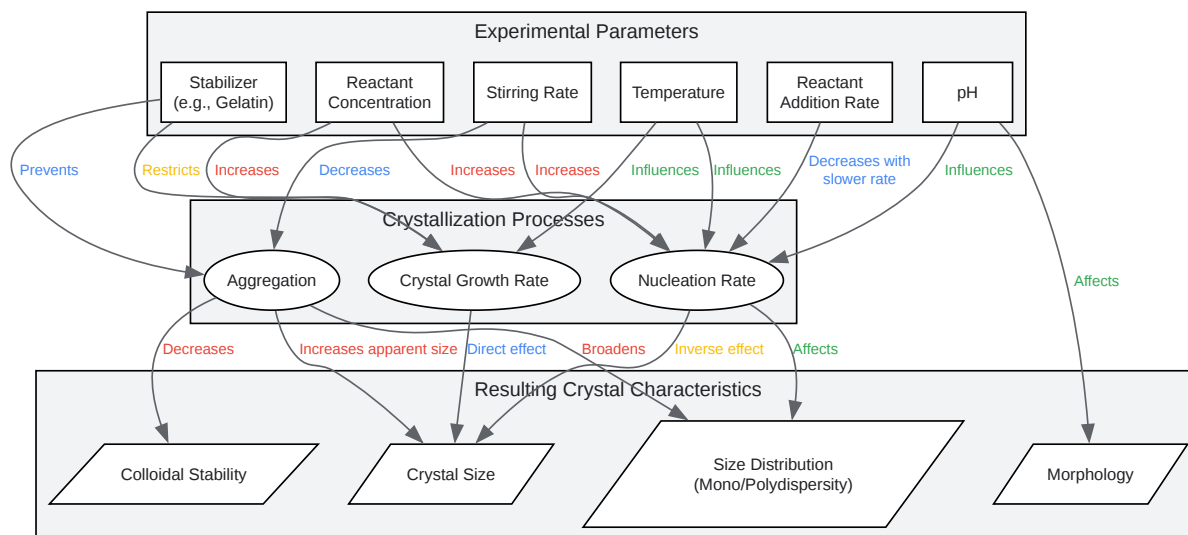 Experimental Parameters
Stabilizer
(e.g., Gelatin)
Reactant
Concentration
Stirring Rate
Temperature
Reactant
Addition Rate
pH
Prevents
Restricts
Increases
Decreases
Increases
Increases
Influences
Influences
Decreases with
slower rate
Influences
Crystallization Processes
Aggregation
Crystal Growth Rate
Nucleation Rate
Affects
Decreases
Increases apparent size
Direct effect
Broadens
Inverse effect
Affects
Resulting Crystal Characteristics
Colloidal Stability
Crystal Size
Size Distribution
(Mono/Polydispersity)
Morphology